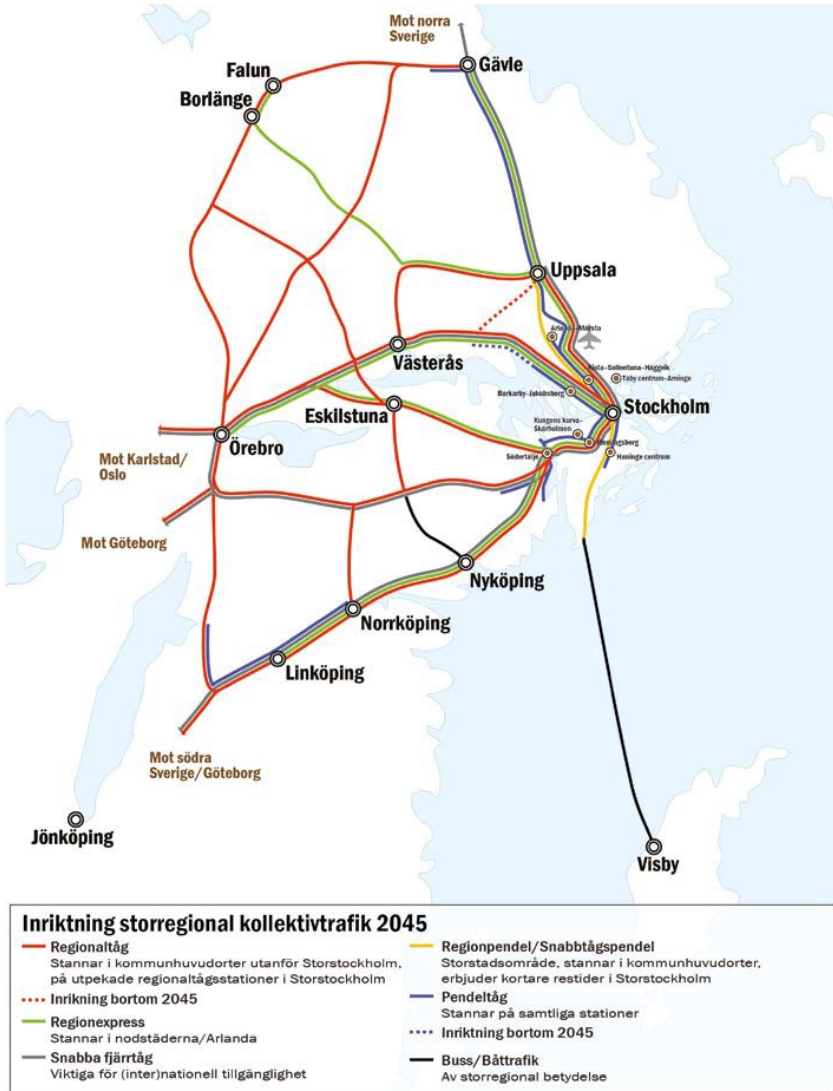 Mot norra
Sverige
Gävle
Falun
Borlänge
Uppsala
Arlanda-Märsta
Västerås
Kista-Sollentuna-Häggvik
Täby centrum-Arninge
Barkarby-Jakobsberg
Stockholm
Eskilstuna
Kungens kurva-
Skärholmen
Flemingsberg
Södertälje
Haninge centrum
Örebro
Mot Karlstad/
Oslo
Mot Göteborg
Nyköping
Norrköping
Linköping
Mot södra
Sverige/Göteborg
Jönköping
Visby
Inriktning storregional kollektivtrafik 2045
Regionaltåg
Stannar i kommunhuvudorter utanför Storstockholm,
på utpekade regionaltågsstationer i Storstockholm
Inrikning bortom 2045
Regionexpress
Stannar i nodstäderna/Arlanda
Snabba fjärrtåg
Viktiga för (inter)nationell tillgänglighet
Regionpendel/Snabbtågspendel
Storstadsområde, stannar i kommunhuvudorter,
erbjuder kortare restider i Storstockholm
Pendeltåg
Stannar på samtliga stationer
Inriktning bortom 2045
Buss/Båttrafik
Av storregional betydelse